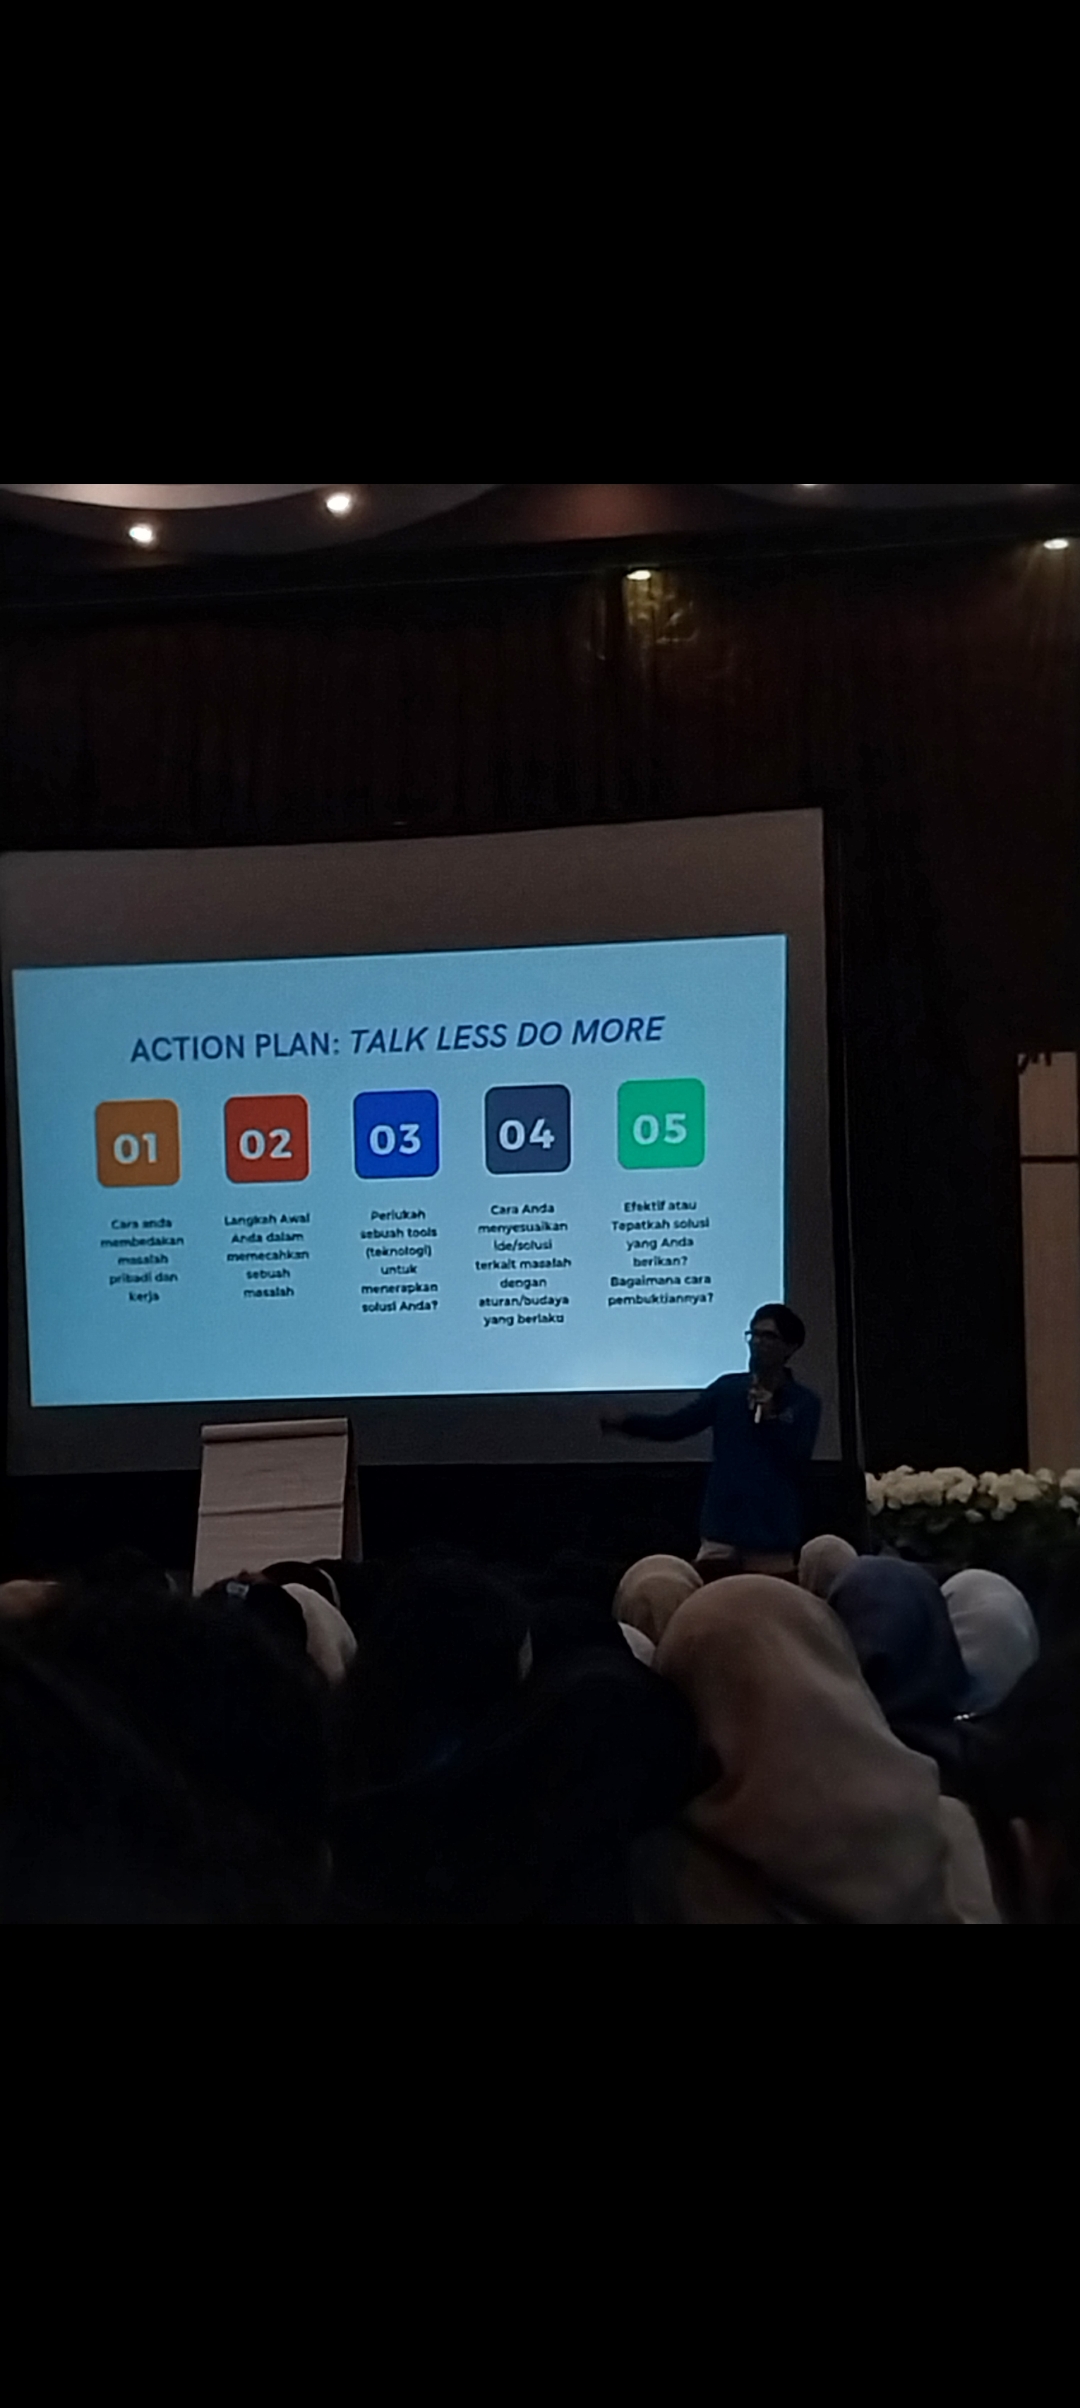 ACTION PLAN: TALK LESS DO MORE
01
Cara anda
membedakan
masalah
pribadi dan
kerja
02
Langkah Awal
Anda dalam
memecahkan
sebuah
masalah
03
Perlukah
sebuah tools
(teknologi)
untuk
menerapkan
solusi Anda?
04
Cara Anda
menyesuaikan
ide/solusi
terkait masalah
dengan
aturan/budaya
yang berlaku
05
Efektif atau
Tepatkah solusi
yang Anda
berikan?
Bagaimana cara
pembuktiannya?